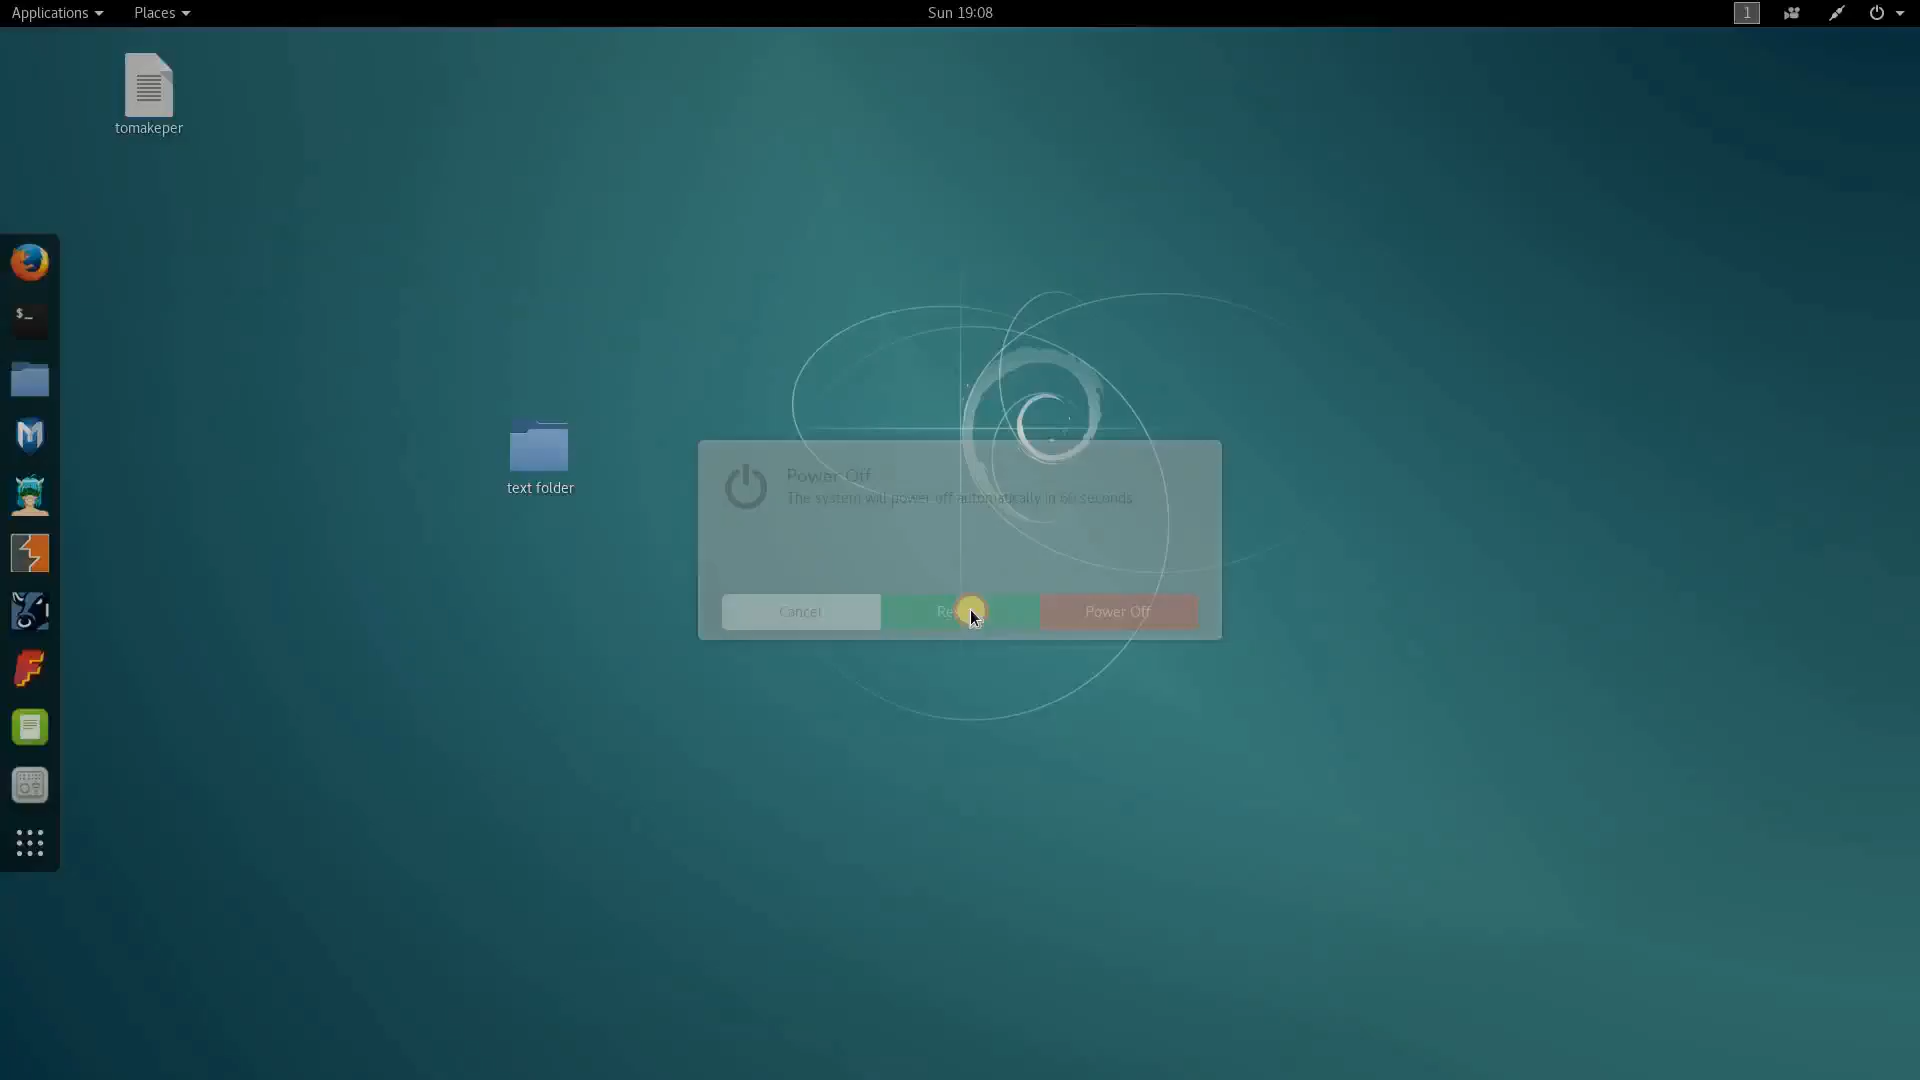 Applications
Places
Sun 19:08
1
tomakeper
$_
text folder
Power Off
The system will power off automatically in 60 seconds
Cancel
Power Off